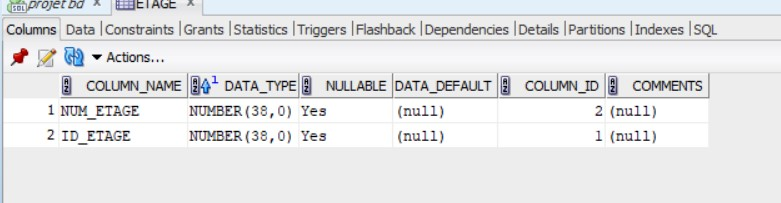 SQL projet bd x ETAGE x
Columns Data |Constraints |Grants |Statistics |Triggers |Flashback |Dependencies |Details |Partitions |Indexes |SQL
Actions...
COLUMN_NAME 1 DATA_TYPE NULLABLE DATA_DEFAULT COLUMN_ID COMMENTS
1 NUM_ETAGE NUMBER(38,0) Yes (null) 2 (null)
2 ID_ETAGE NUMBER(38,0) Yes (null) 1 (null)